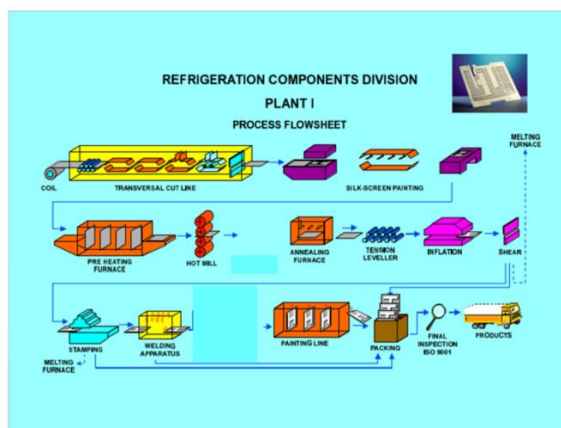 REFRIGERATION COMPONENTS DIVISION
PLANT I
PROCESS FLOWSHEET
MELTING
FURNACE
COIL
TRANSVERSAL CUT LINE
SILK-SCREEN PAINTING
PRE HEATING
FURNACE
HOT MILL
ANNEALING
FURNACE
TENSION
LEVELLER
INFLATION
SHEAR
STAMPING
WELDING
APPARATUS
PAINTING LINE
PACKING
FINAL
INSPECTION
ISO 9001
PRODUCTS
MELTING
FURNACE